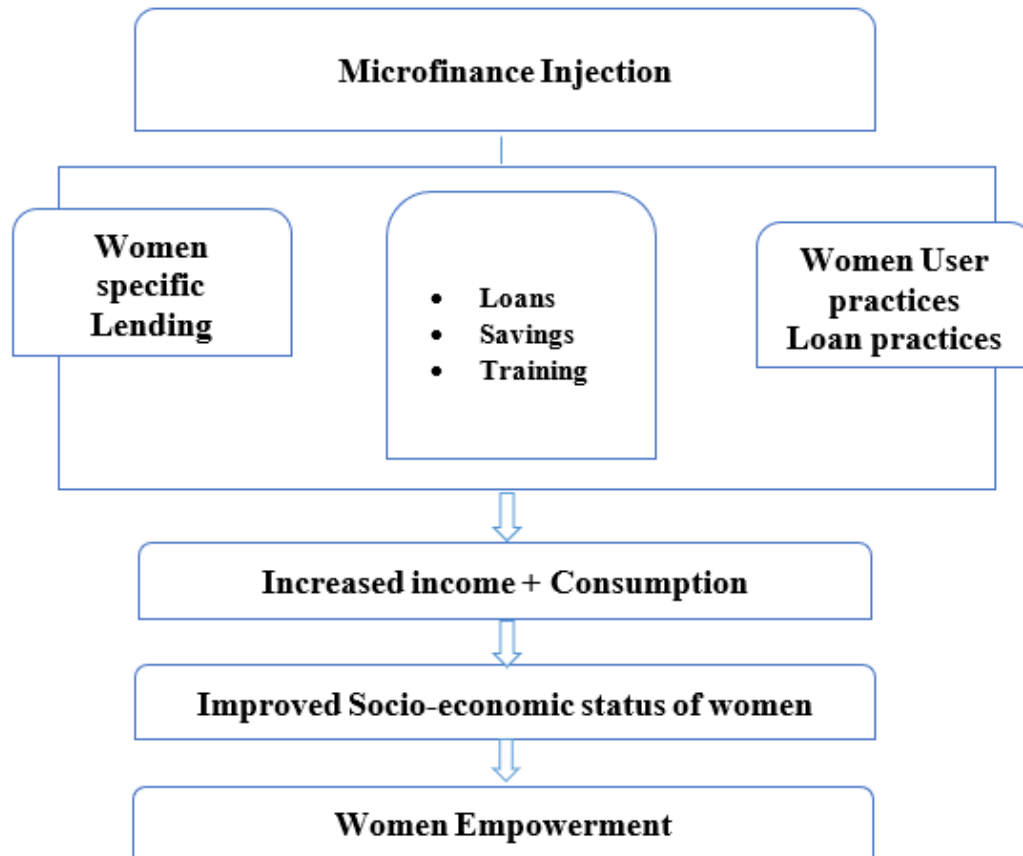 Microfinance Injection
Women
specific
Lending
• Loans
• Savings
• Training
Women User
practices
Loan practices
Increased income + Consumption
Improved Socio-economic status of women
Women Empowerment